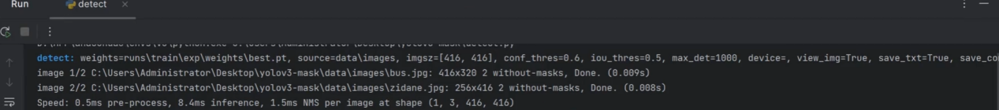 Run
detect
detect: weights=runs\train\exp\weights\best.pt, source=data\images, imgsz=[416, 416], conf_thres=0.6, iou_thres=0.5, max_det=1000, device=, view_img=True, save_txt=True,
image 1/2 C:\Users\Administrator\Desktop\yolov3-mask\data\images\bus.jpg: 416x320 2 without-masks, Done. (0.009s)
image 2/2 C:\Users\Administrator\Desktop\yolov3-mask\data\images\zidane.jpg: 256x416 2 without-masks, Done. (0.008s)
Speed: 0.5ms pre-process, 8.4ms inference, 1.5ms NMS per image at shape (1, 3, 416, 416)